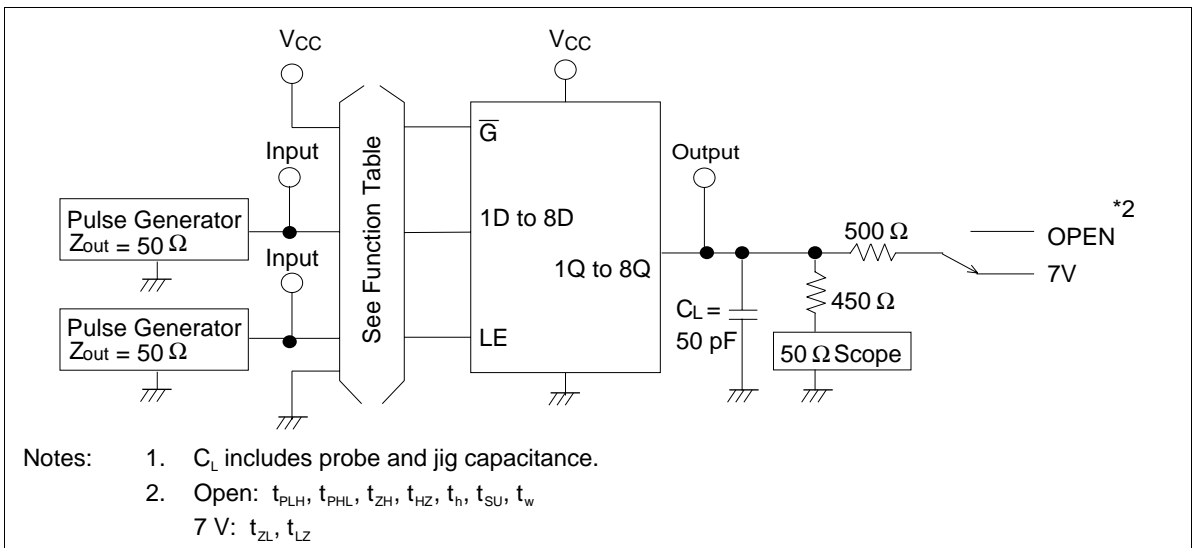 VCC
VCC
G
Input
Output
See Function Table
Pulse Generator
Zout = 50 Ω
1D to 8D
*2
500 Ω
OPEN
Input
1Q to 8Q
7V
450 Ω
CL =
50 pF
Pulse Generator
Zout = 50 Ω
LE
50 Ω Scope
Notes: 1. CL includes probe and jig capacitance.
2. Open: tPLH, tPHL, tZH, tHZ, th, tSU, tw
7 V: tZL, tLZ